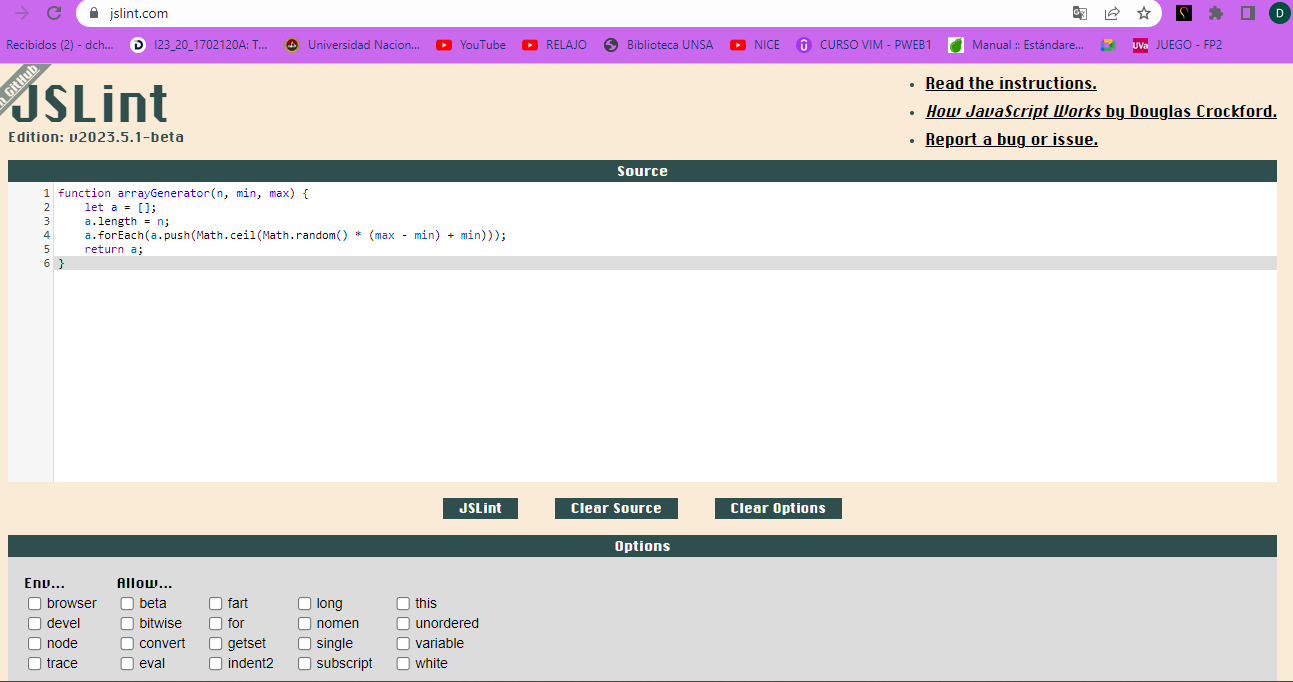 jslint.com
D
Recibidos (2) - dch... I23_20_1702120A: T... Universidad Nacion... YouTube RELAJO Biblioteca UNSA NICE CURSO VIM - PWEB1 Manual :: Estándare... UVa JUEGO - FP2
n GitHub
JSLint
Edition: v2023.5.1-beta
• Read the instructions.
• How JavaScript Works by Douglas Crockford.
• Report a bug or issue.
Source
1 function arrayGenerator(n, min, max) {
2     let a = [];
3     a.length = n;
4     a.forEach(a.push(Math.ceil(Math.random() * (max - min) + min)));
5     return a;
6 }
JSLint Clear Source Clear Options
Options
Env... Allow...
browser beta fart long this
devel bitwise for nomen unordered
node convert getset single variable
trace eval indent2 subscript white